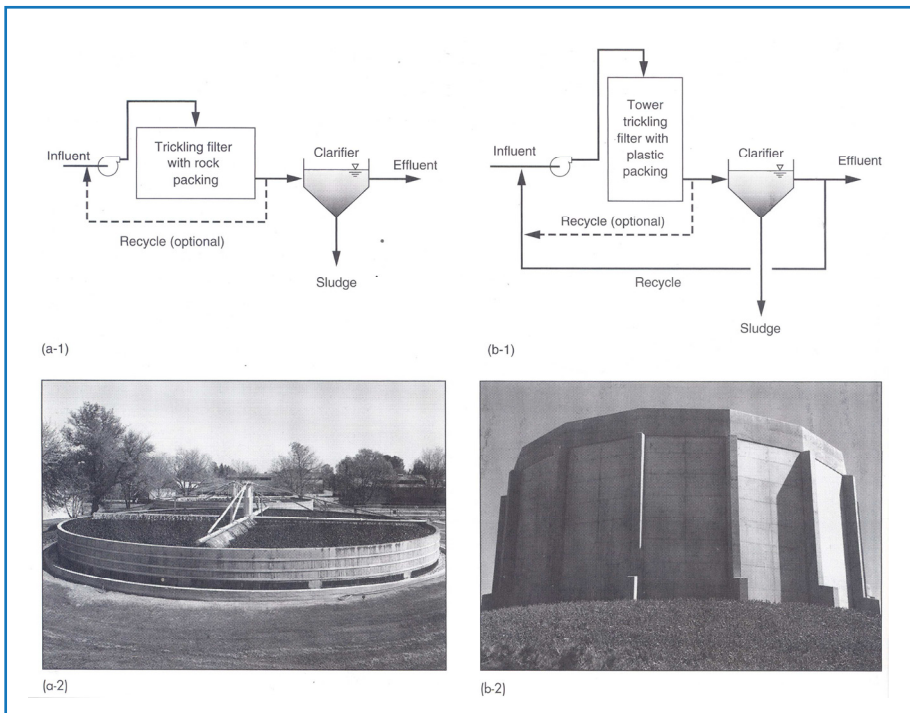 Influent
Trickling filter
with rock
packing
Clarifier
Effluent
Recycle (optional)
Sludge
(a-1)
Influent
Tower
trickling
filter with
plastic
packing
Clarifier
Effluent
Recycle (optional)
Recycle
Sludge
(b-1)
(a-2)
(b-2)